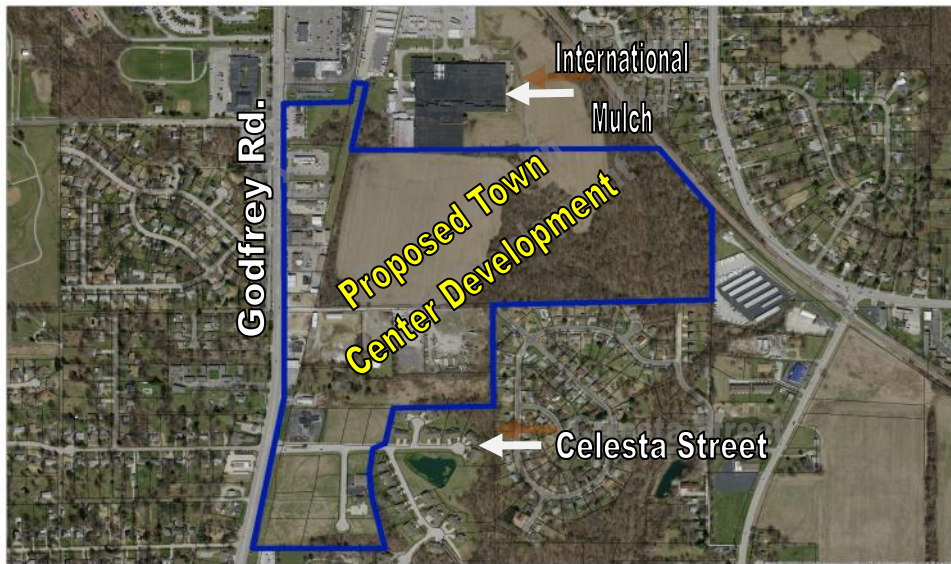 International
Mulch
Godfrey Rd.
Proposed Town
Center Development
Celesta Street